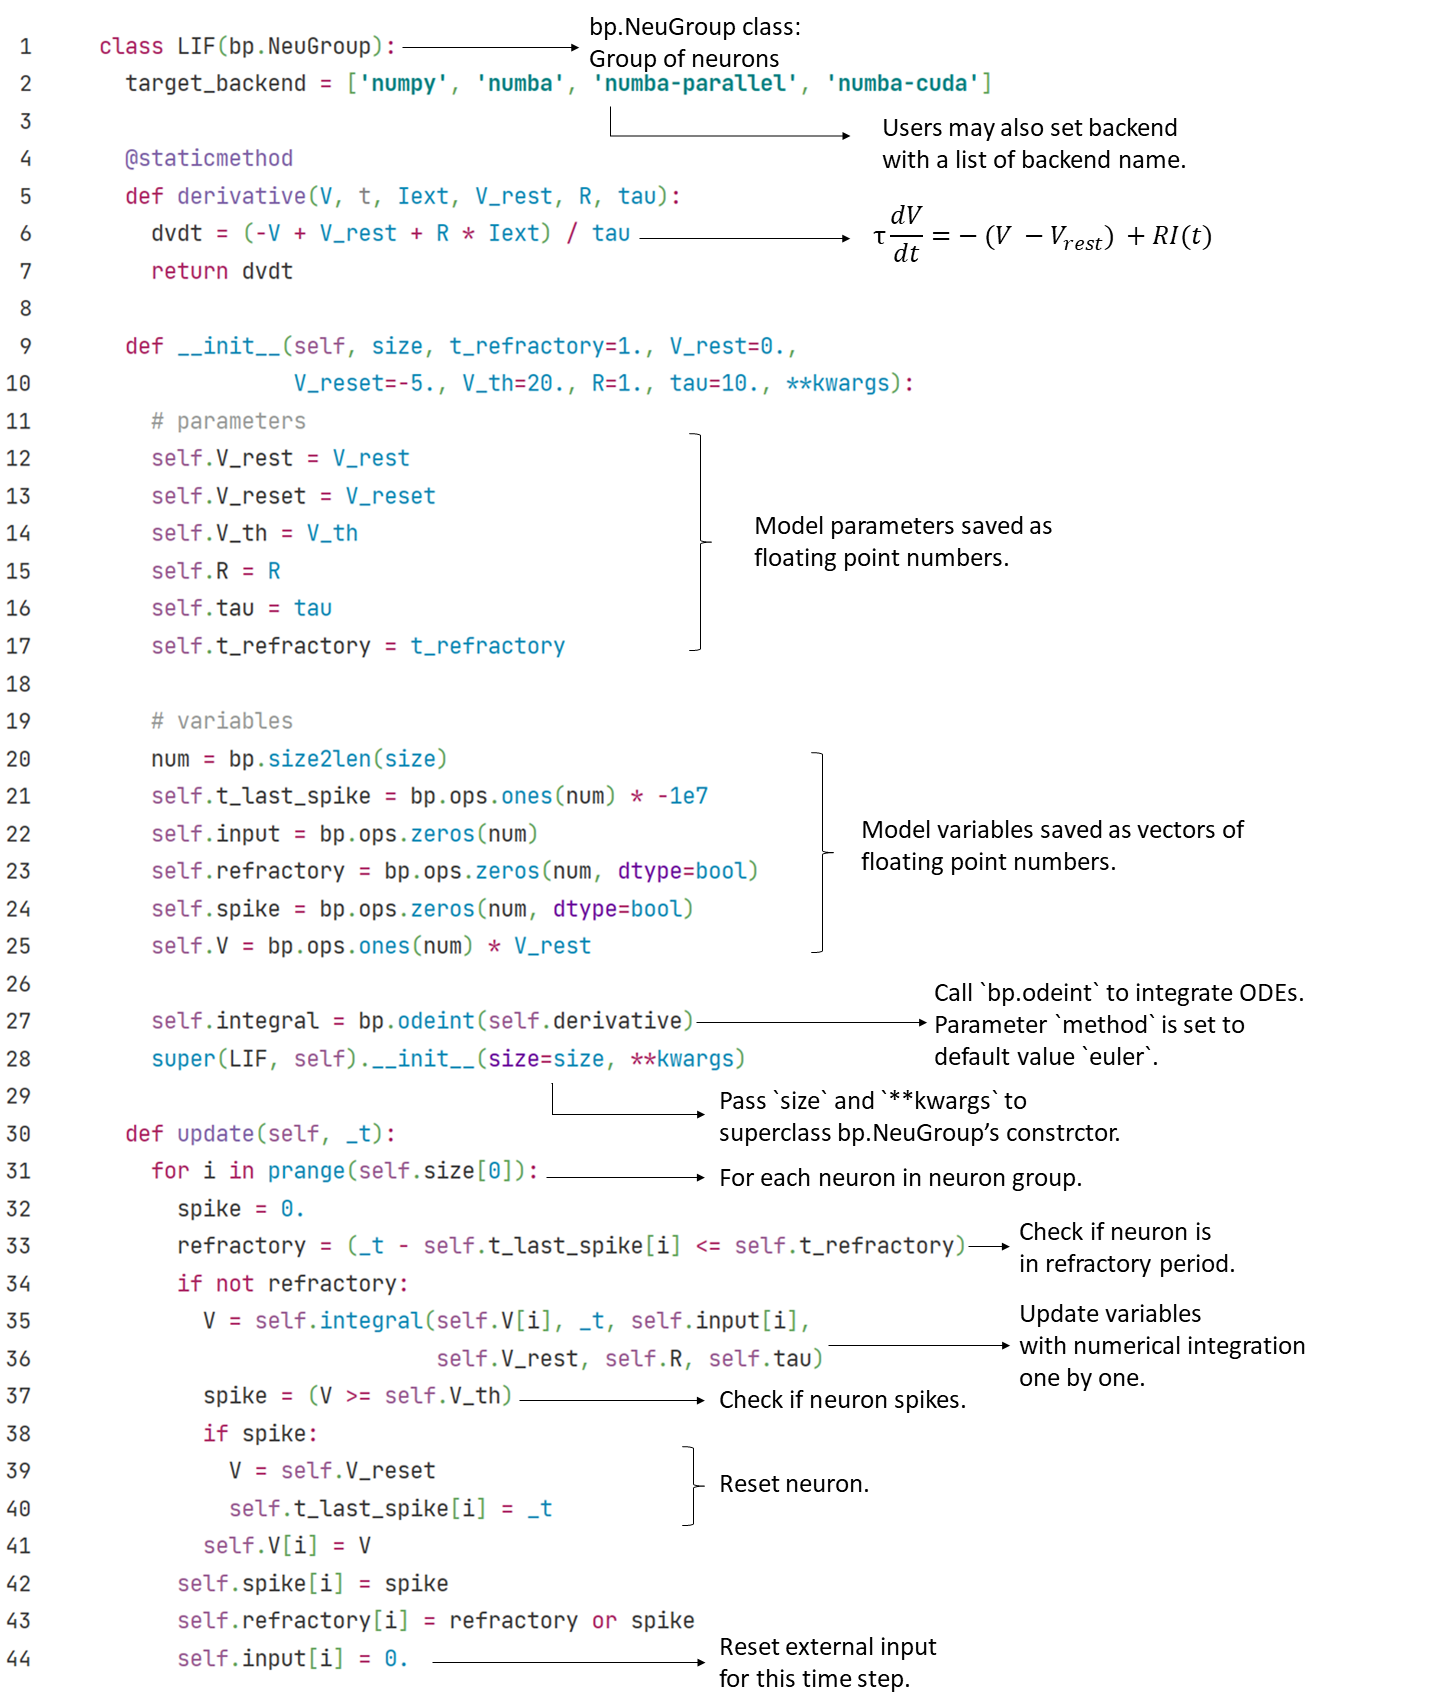 bp.NeuGroup class:
1 class LIF(bp.NeuGroup):
Group of neurons
2 target_backend = ['numpy', 'numba', 'numba-parallel', 'numba-cuda']
3
Users may also set backend
with a list of backend name.
4 @staticmethod
5 def derivative(V, t, Iext, V_rest, R, tau):
6 dvdt = (-V + V_rest + R * Iext) / tau
τ dV/dt = − (V − V_rest) + RI(t)
7 return dvdt
8
9 def __init__(self, size, t_refractory=1., V_rest=0.,
10 V_reset=-5., V_th=20., R=1., tau=10., **kwargs):
11 # parameters
12 self.V_rest = V_rest
13 self.V_reset = V_reset
14 self.V_th = V_th
15 self.R = R
16 self.tau = tau
17 self.t_refractory = t_refractory
Model parameters saved as
floating point numbers.
18
19 # variables
20 num = bp.size2len(size)
21 self.t_last_spike = bp.ops.ones(num) * -1e7
22 self.input = bp.ops.zeros(num)
23 self.refractory = bp.ops.zeros(num, dtype=bool)
24 self.spike = bp.ops.zeros(num, dtype=bool)
25 self.V = bp.ops.ones(num) * V_rest
Model variables saved as vectors of
floating point numbers.
26
27 self.integral = bp.odeint(self.derivative)
Call `bp.odeint` to integrate ODEs.
Parameter `method` is set to
default value `euler`.
28 super(LIF, self).__init__(size=size, **kwargs)
Pass `size` and `**kwargs` to
superclass bp.NeuGroup’s constrctor.
29
30 def update(self, _t):
31 for i in prange(self.size[0]):
For each neuron in neuron group.
32 spike = 0.
33 refractory = (_t - self.t_last_spike[i] <= self.t_refractory)
Check if neuron is
in refractory period.
34 if not refractory:
35 V = self.integral(self.V[i], _t, self.input[i],
36 self.V_rest, self.R, self.tau)
Update variables
with numerical integration
one by one.
37 spike = (V >= self.V_th)
Check if neuron spikes.
38 if spike:
39 V = self.V_reset
40 self.t_last_spike[i] = _t
Reset neuron.
41 self.V[i] = V
42 self.spike[i] = spike
43 self.refractory[i] = refractory or spike
44 self.input[i] = 0.
Reset external input
for this time step.